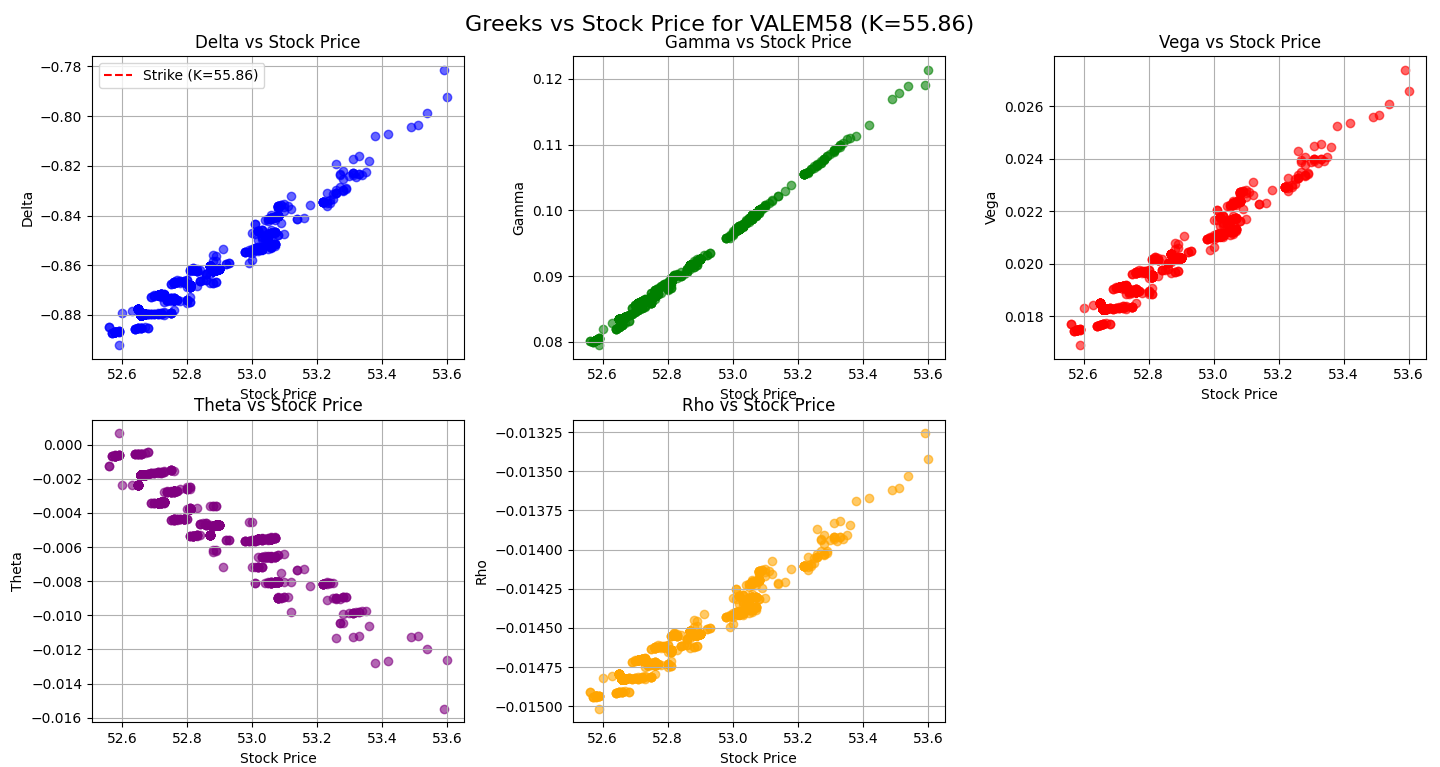 Greeks vs Stock Price for VALEM58 (K=55.86)
Delta vs Stock Price
Strike (K=55.86)
Delta
−0.78
−0.80
−0.82
−0.84
−0.86
−0.88
52.6 52.8 53.0 53.2 53.4 53.6
Stock Price
Gamma vs Stock Price
Gamma
0.12
0.11
0.10
0.09
0.08
52.6 52.8 53.0 53.2 53.4 53.6
Stock Price
Vega vs Stock Price
Vega
0.026
0.024
0.022
0.020
0.018
52.6 52.8 53.0 53.2 53.4 53.6
Stock Price
Theta vs Stock Price
Theta
0.000
−0.002
−0.004
−0.006
−0.008
−0.010
−0.012
−0.014
−0.016
52.6 52.8 53.0 53.2 53.4 53.6
Stock Price
Rho vs Stock Price
Rho
−0.01325
−0.01350
−0.01375
−0.01400
−0.01425
−0.01450
−0.01475
−0.01500
52.6 52.8 53.0 53.2 53.4 53.6
Stock Price